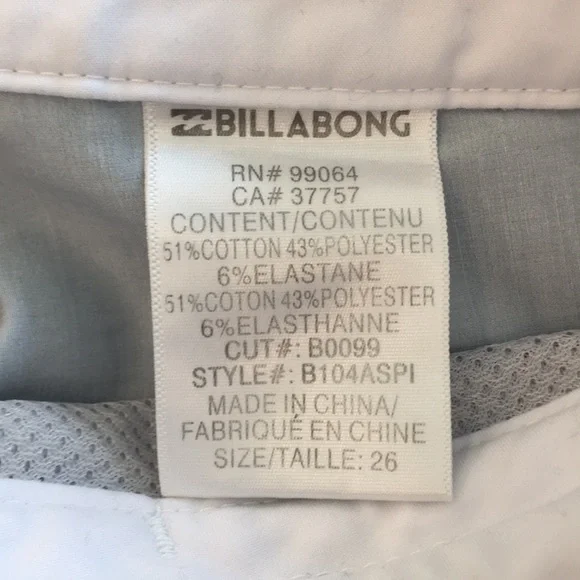 BILLABONG
RN# 99064
CA# 37757
CONTENT/CONTENU
51%COTTON 43%POLYESTER
6%ELASTANE
51%COTON 43%POLYESTER
6%ELASTHANNE
CUT#: B0099
STYLE#: B104ASPI
MADE IN CHINA/
FABRIQUÉ EN CHINE
SIZE/TAILLE: 26